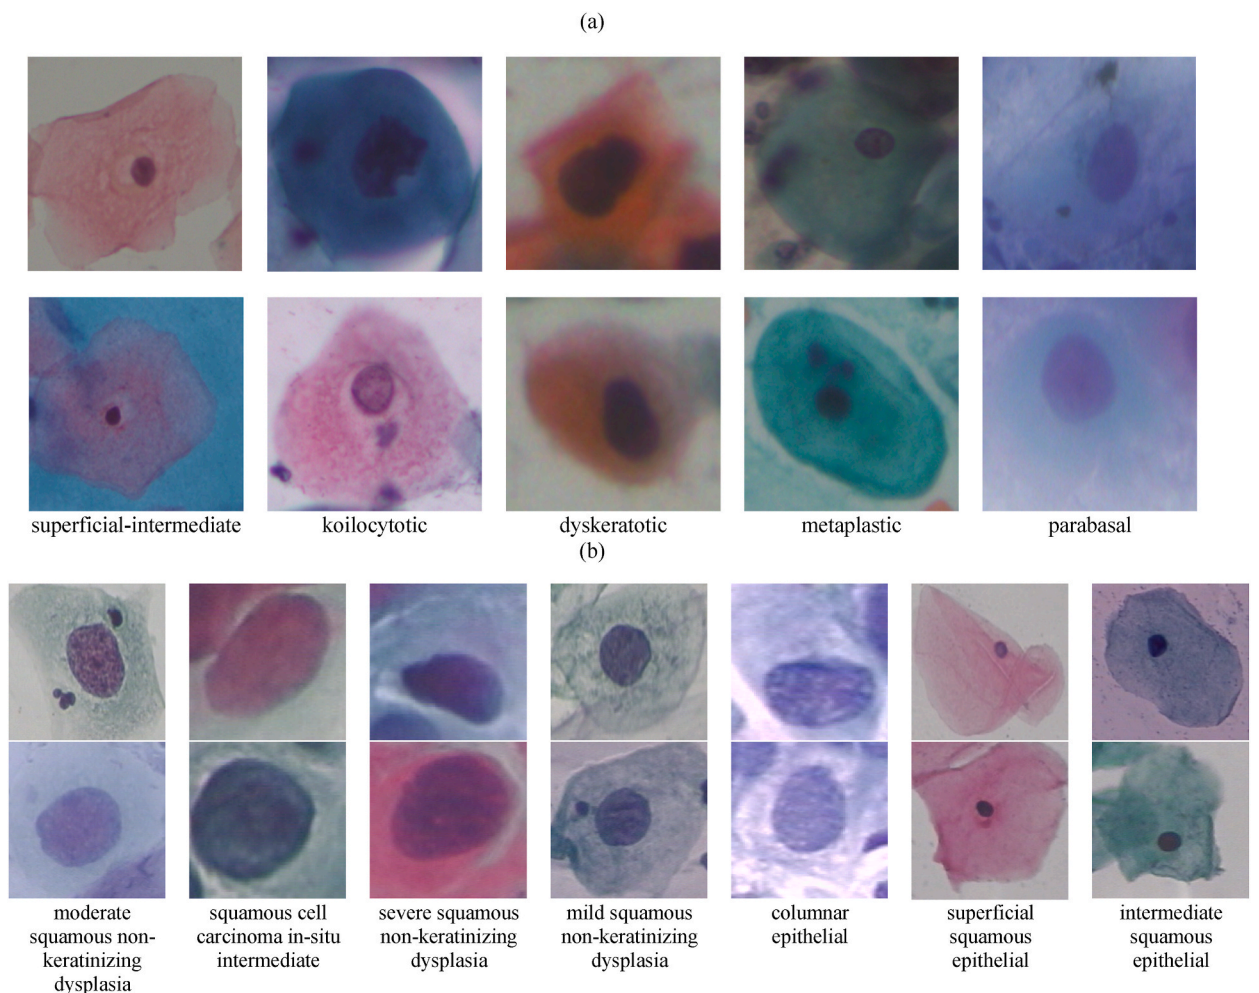 (a)
superficial-intermediate koilocytotic dyskeratotic metaplastic parabasal
(b)
moderate squamous non-keratinizing dysplasia
squamous cell carcinoma in-situ intermediate
severe squamous non-keratinizing dysplasia
mild squamous non-keratinizing dysplasia
columnar epithelial
superficial squamous epithelial
intermediate squamous epithelial